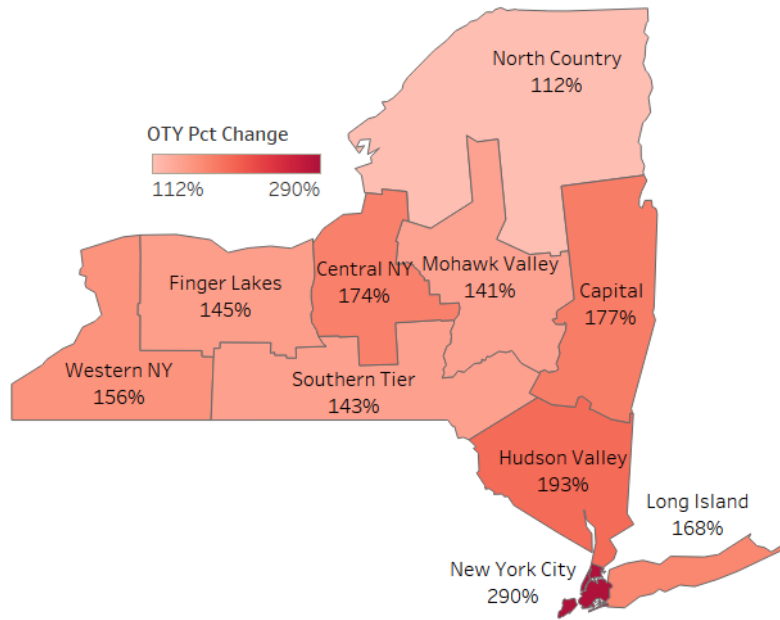 North Country
112%
OTY Pct Change
112% 290%
Finger Lakes
145%
Central NY
174%
Mohawk Valley
141%
Capital
177%
Western NY
156%
Southern Tier
143%
Hudson Valley
193%
Long Island
168%
New York City
290%